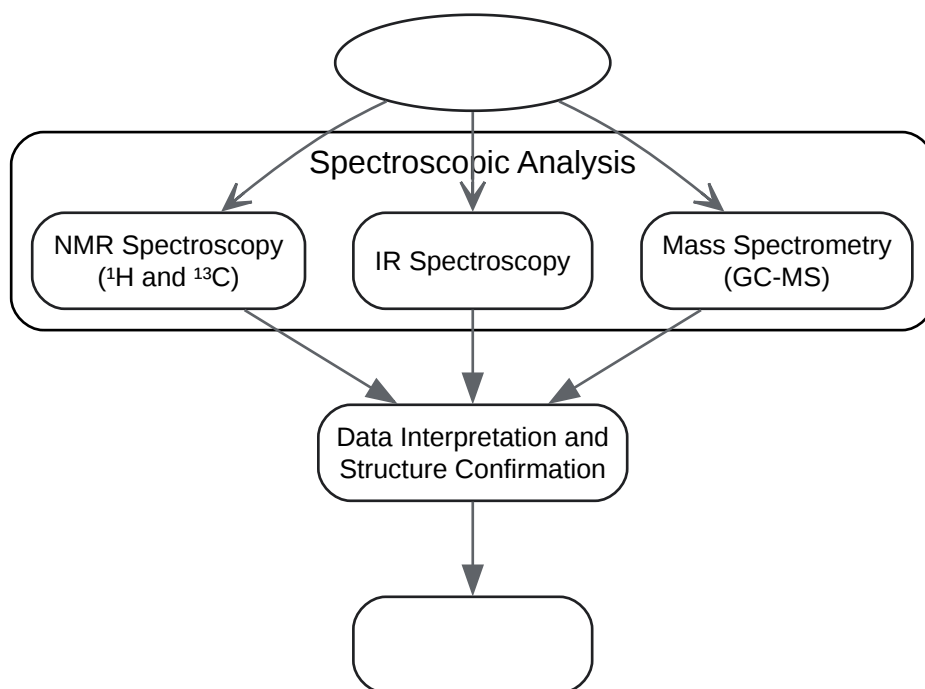 Spectroscopic Analysis
NMR Spectroscopy
(¹H and ¹³C)
IR Spectroscopy
Mass Spectrometry
(GC-MS)
Data Interpretation and
Structure Confirmation